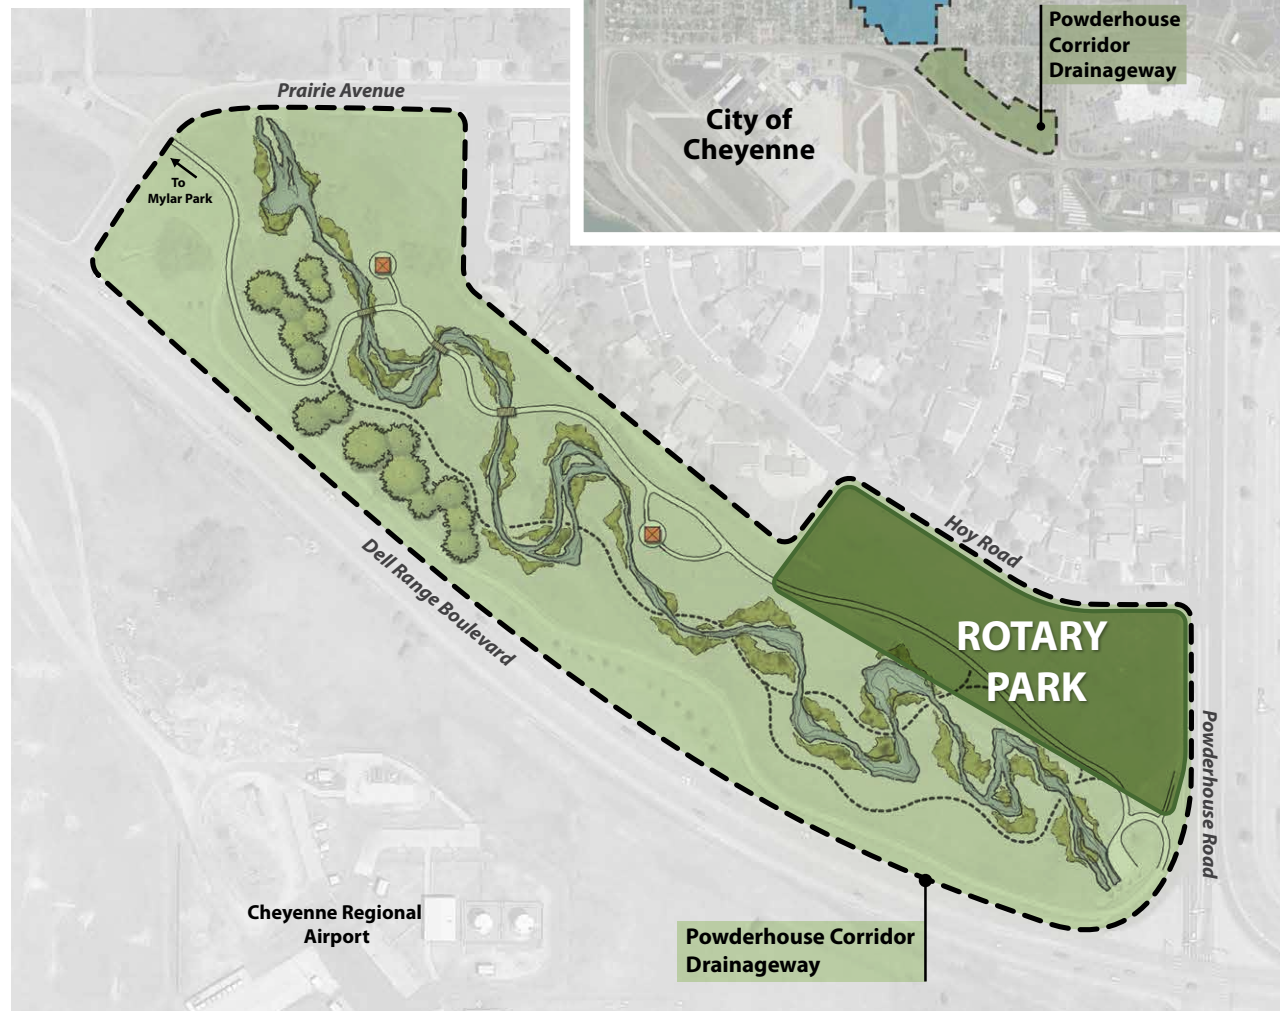 Powderhouse
Corridor
Drainageway
City of
Cheyenne
Prairie Avenue
To
Mylar Park
Hoy Road
ROTARY
PARK
Dell Range Boulevard
Powderhouse Road
Cheyenne Regional
Airport
Powderhouse Corridor
Drainageway